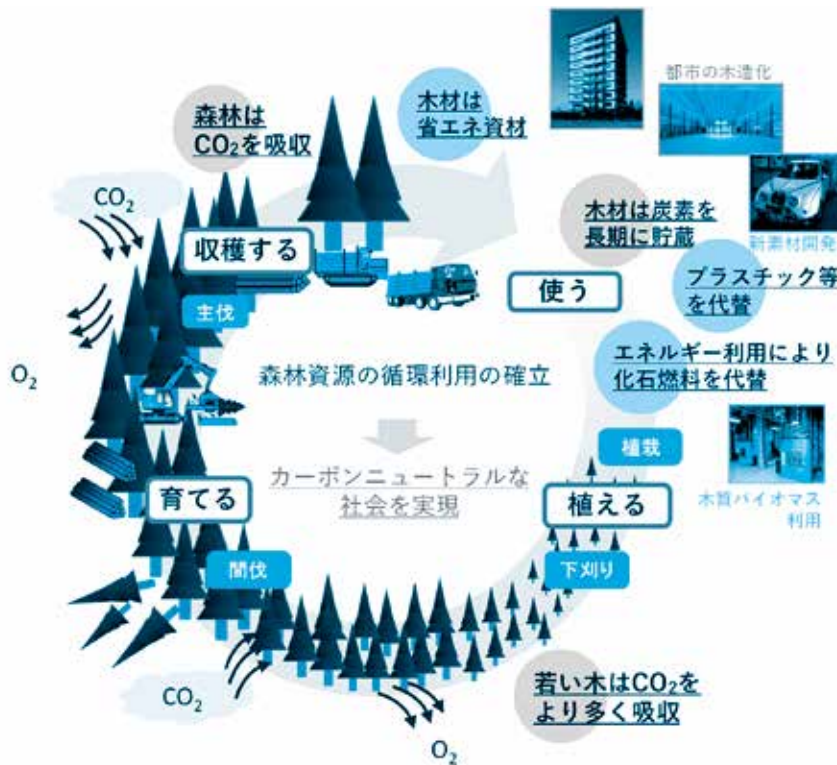 都市の木造化
木材は
省エネ資材
森林は
CO₂を吸収
CO₂
木材は炭素を
長期に貯蔵
新素材開発
収穫する
使う
プラスチック等
を代替
主伐
エネルギー利用により
化石燃料を代替
O₂
森林資源の循環利用の確立
植栽
カーボンニュートラルな
社会を実現
育てる
植える
木質バイオマス
利用
間伐
下刈り
CO₂
若い木はCO₂を
より多く吸収
O₂